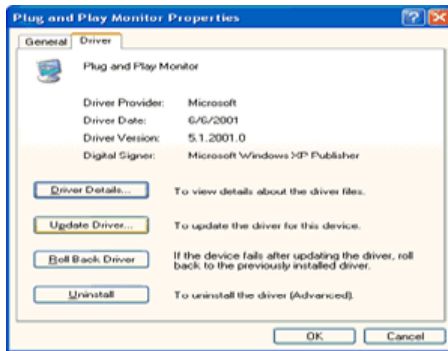 Plug and Play Monitor Properties
General Driver
Plug and Play Monitor
Driver Provider: Microsoft
Driver Date: 6/6/2001
Driver Version: 5.1.2001.0
Digital Signer: Microsoft Windows XP Publisher
Driver Details... To view details about the driver files.
Update Driver... To update the driver for this device.
Roll Back Driver If the device fails after updating the driver, roll
back to the previously installed driver.
Uninstall To uninstall the driver (Advanced).
OK Cancel